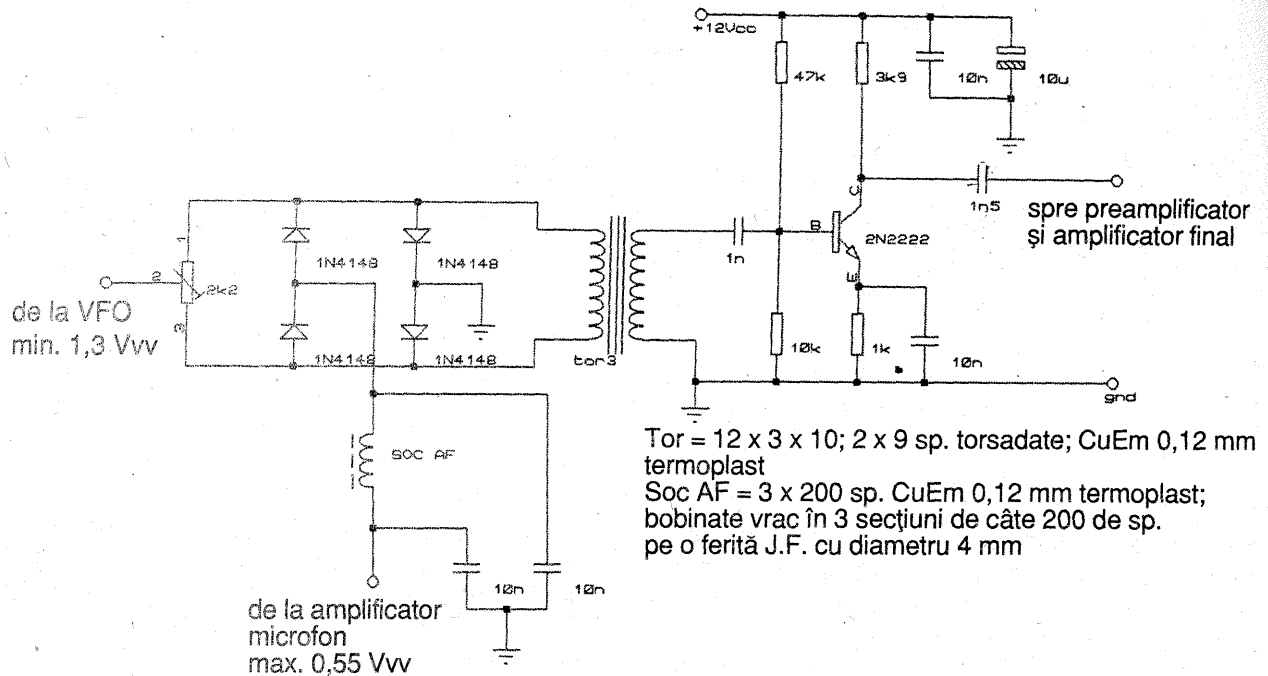 +12Vcc
47k
3k9
10n
10u
C
1n5
spre preamplificator
şi amplificator final
B
2N2222
E
1n
1
2
3
2k2
1N4148
1N4148
1N4148
1N4148
de la VFO
min. 1,3 Vvv
tor3
10k
1k
10n
gnd
SOC AF
10n
10n
de la amplificator
microfon
max. 0,55 Vvv
Tor = 12 x 3 x 10; 2 x 9 sp. torsadate; CuEm 0,12 mm
termoplast
Soc AF = 3 x 200 sp. CuEm 0,12 mm termoplast;
bobinate vrac în 3 secţiuni de câte 200 de sp.
pe o ferită J.F. cu diametru 4 mm